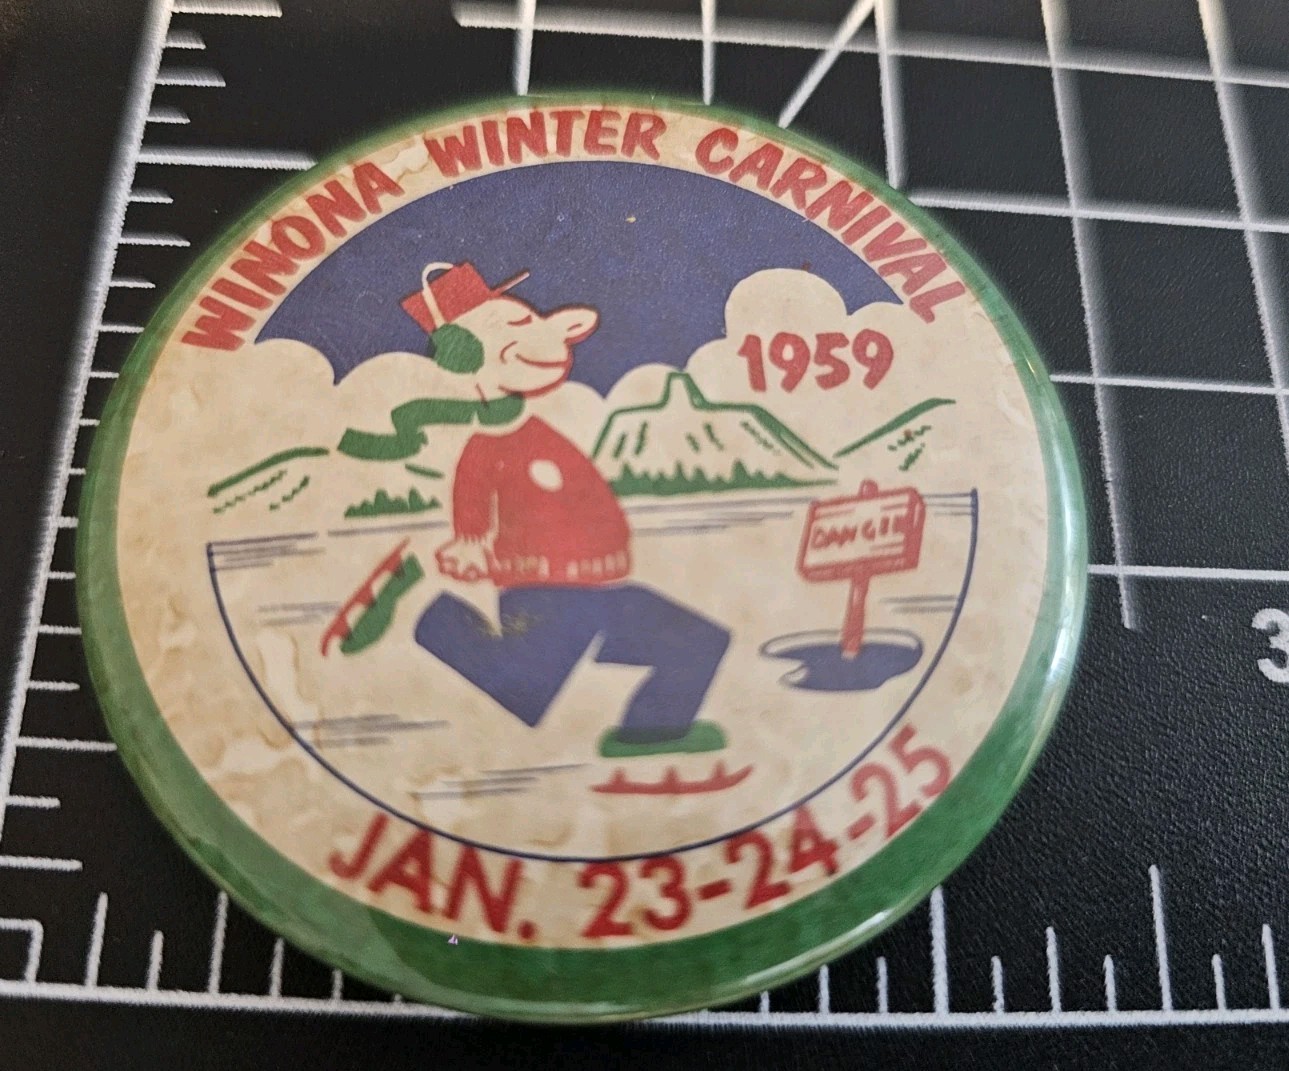 WINONA WINTER CARNIVAL
1959
DANGER
JAN. 23-24-25
3